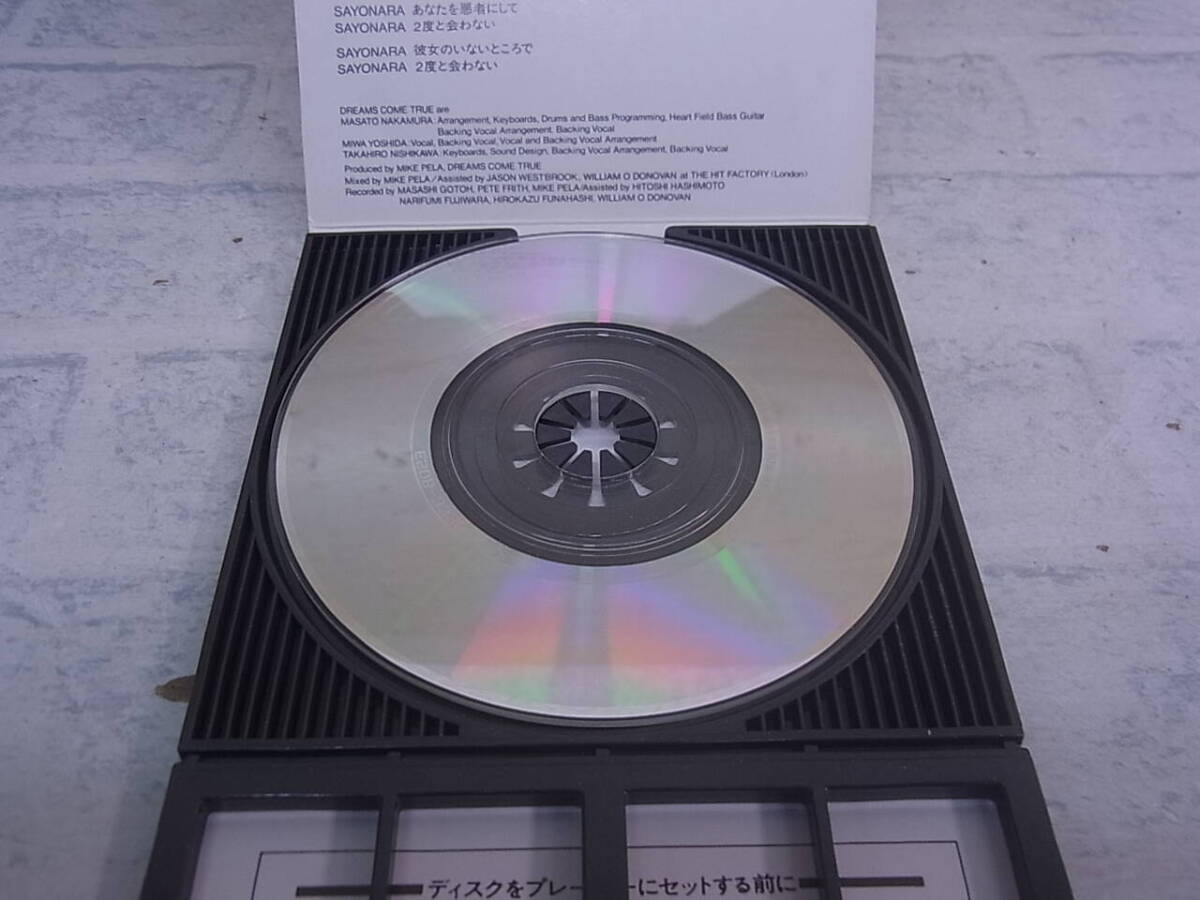 SAYONARA あなたを悪者にして
SAYONARA 2度と会わない
SAYONARA 彼女のいないところで
SAYONARA 2度と会わない
DREAMS COME TRUE are
MASATO NAKAMURA: Arrangement, Keyboards, Drums and Bass Programming, Heart Field Bass Guitar
Backing Vocal Arrangement, Backing Vocal
MIWA YOSHIDA: Vocal, Backing Vocal, Vocal and Backing Vocal Arrangement
TAKAHIRO NISHIKAWA: Keyboards, Sound Design, Backing Vocal Arrangement, Backing Vocal
Produced by MIKE PELA, DREAMS COME TRUE
Mixed by MIKE PELA/Assisted by JASON WESTBROOK, WILLIAM O DONOVAN at THE HIT FACTORY (London)
Recorded by MASASHI GOTOH, PETE FRITH, MIKE PELA/Assisted by HITOSHI HASHIMOTO
NARIFUMI FUJIWARA, HIROKAZU FUNAHASHI, WILLIAM O DONOVAN
ディスクをプレーヤーにセットする前に